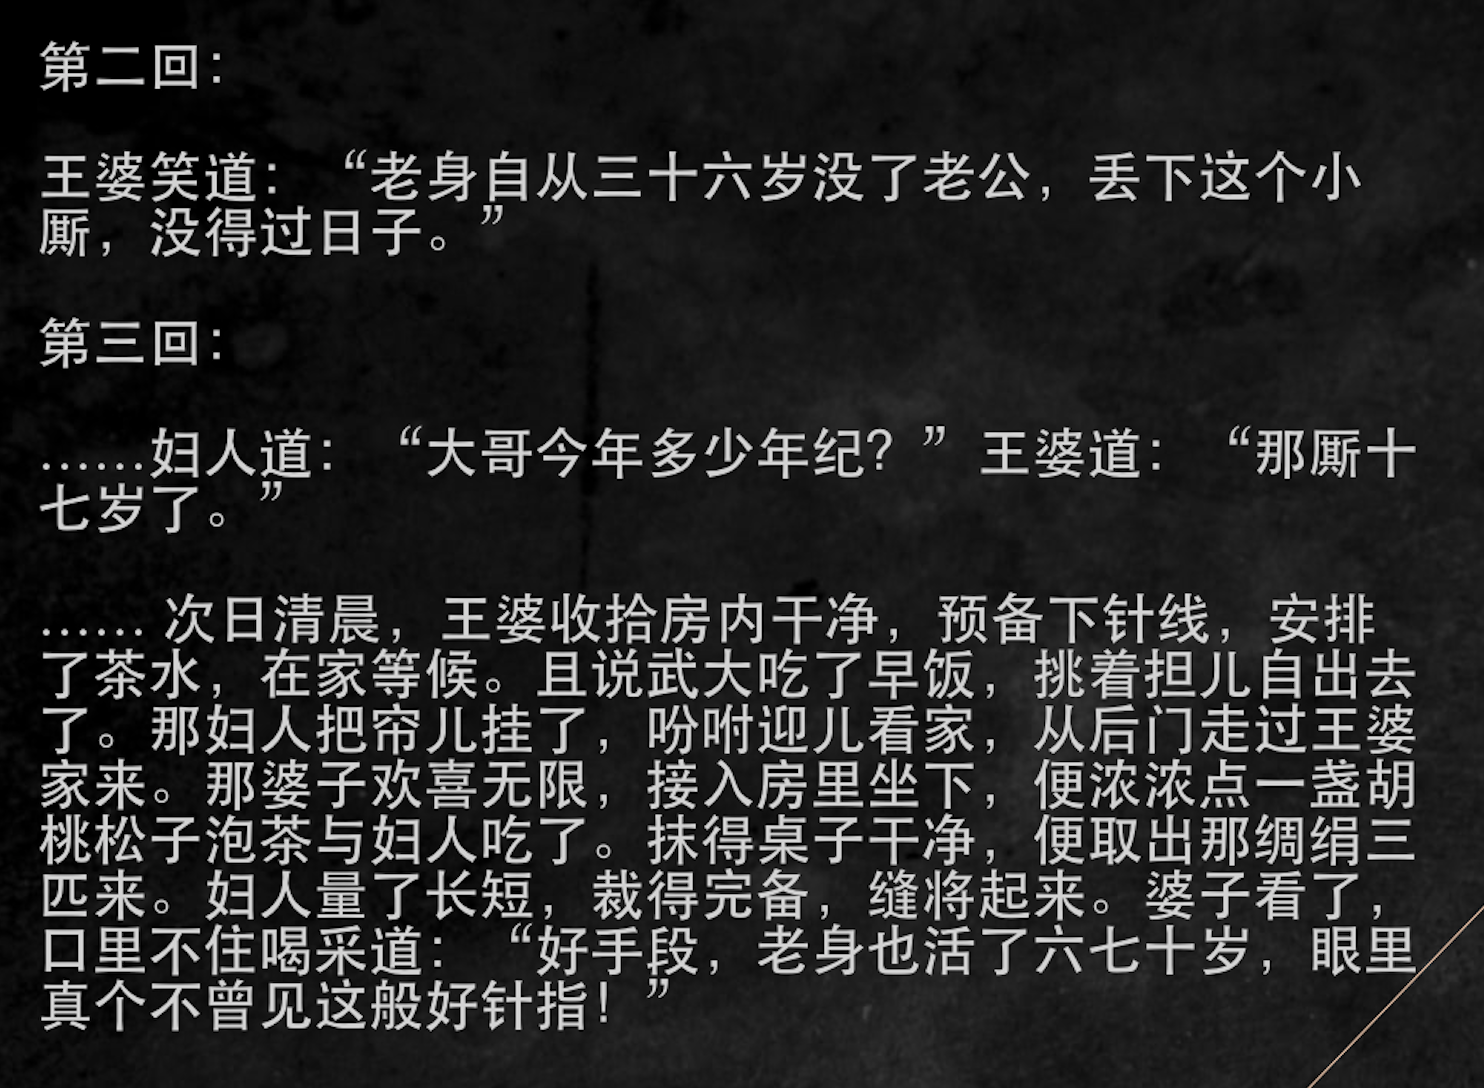 第二回：
王婆笑道：“老身自从三十六岁没了老公，丢下这个小
厮，没得过日子。”
第三回：
……妇人道：“大哥今年多少年纪？”王婆道：“那厮十
七岁了。”
…… 次日清晨，王婆收拾房内干净，预备下针线，安排
了茶水，在家等候。且说武大吃了早饭，挑着担儿自出去
了。那妇人把帘儿挂了，吩咐迎儿看家，从后门走过王婆
家来。那婆子欢喜无限，接入房里坐下，便浓浓点一盏胡
桃松子泡茶与妇人吃了。抹得桌子干净，便取出那绸绢三
匹来。妇人量了长短，裁得完备，缝将起来。婆子看了，
口里不住喝采道：“好手段，老身也活了六七十岁，眼里
真个不曾见这般好针指！”